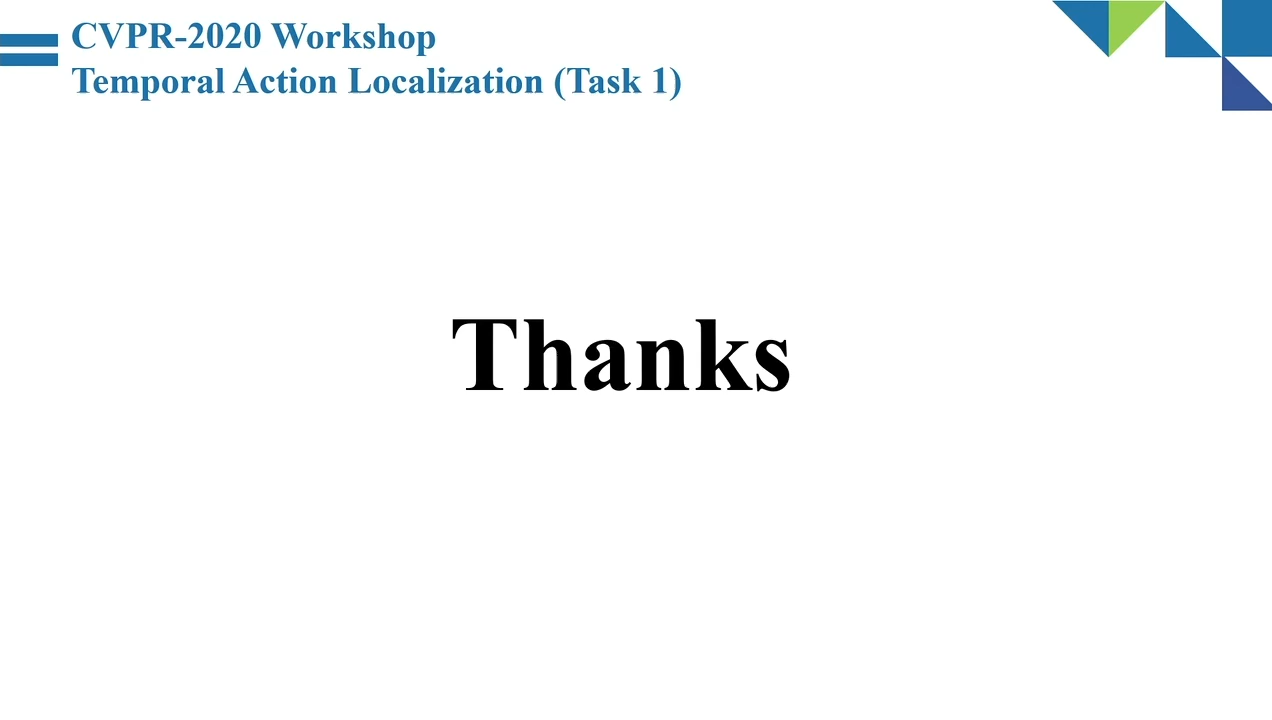 CVPR-2020 Workshop
Temporal Action Localization (Task 1)
Thanks